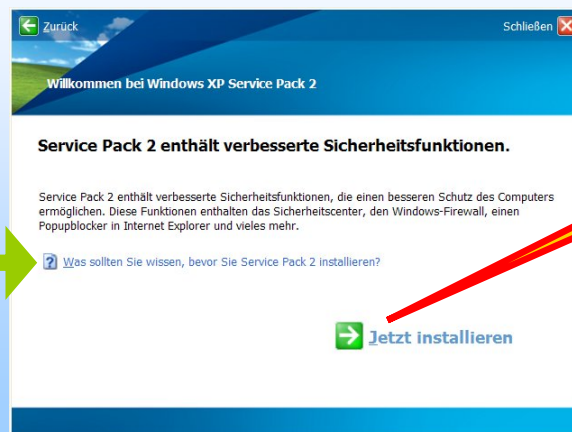 Zurück
Schließen
Willkommen bei Windows XP Service Pack 2
Service Pack 2 enthält verbesserte Sicherheitsfunktionen.
Service Pack 2 enthält verbesserte Sicherheitsfunktionen, die einen besseren Schutz des Computers
ermöglichen. Diese Funktionen enthalten das Sicherheitscenter, den Windows-Firewall, einen
Popupblocker in Internet Explorer und vieles mehr.
Was sollten Sie wissen, bevor Sie Service Pack 2 installieren?
Jetzt installieren